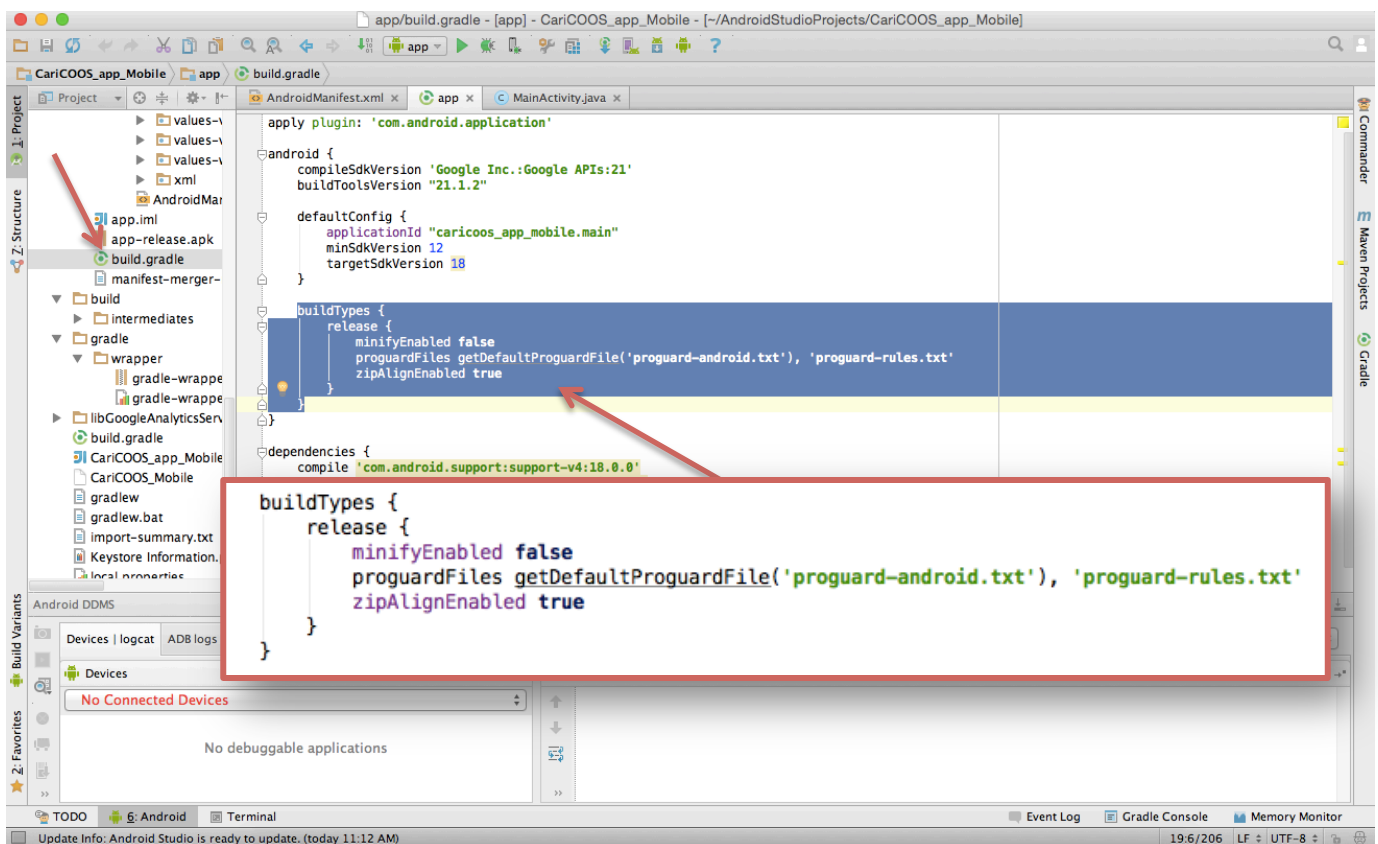 app/build.gradle - [app] - CariCOOS_app_Mobile - [~/AndroidStudioProjects/CariCOOS_app_Mobile]
app
CariCOOS_app_Mobile app build.gradle
Project
AndroidManifest.xml app MainActivity.java
1: Project
Z: Structure
Build Variants
2: Favorites
values-v
values-v
values-v
xml
AndroidMar
app.iml
app-release.apk
build.gradle
manifest-merger-
build
intermediates
gradle
wrapper
gradle-wrappe
gradle-wrappe
libGoogleAnalyticsServ
build.gradle
CariCOOS_app_Mobile
CariCOOS_Mobile
gradlew
gradlew.bat
import-summary.txt
Keystore Information.
local.properties
apply plugin: 'com.android.application'
android {
compileSdkVersion 'Google Inc.:Google APIs:21'
buildToolsVersion "21.1.2"
defaultConfig {
applicationId "caricoos_app_mobile.main"
minSdkVersion 12
targetSdkVersion 18
}
buildTypes {
release {
minifyEnabled false
proguardFiles getDefaultProguardFile('proguard-android.txt'), 'proguard-rules.txt'
zipAlignEnabled true
}
}
}
dependencies {
compile 'com.android.support:support-v4:18.0.0'
buildTypes {
release {
minifyEnabled false
proguardFiles getDefaultProguardFile('proguard-android.txt'), 'proguard-rules.txt'
zipAlignEnabled true
}
}
Commander
m Maven Projects
Gradle
Android DDMS
Devices | logcat ADB logs
Devices
No Connected Devices
No debuggable applications
TODO 6: Android Terminal Event Log Gradle Console Memory Monitor
Update Info: Android Studio is ready to update. (today 11:12 AM) 19:6/206 LF UTF-8